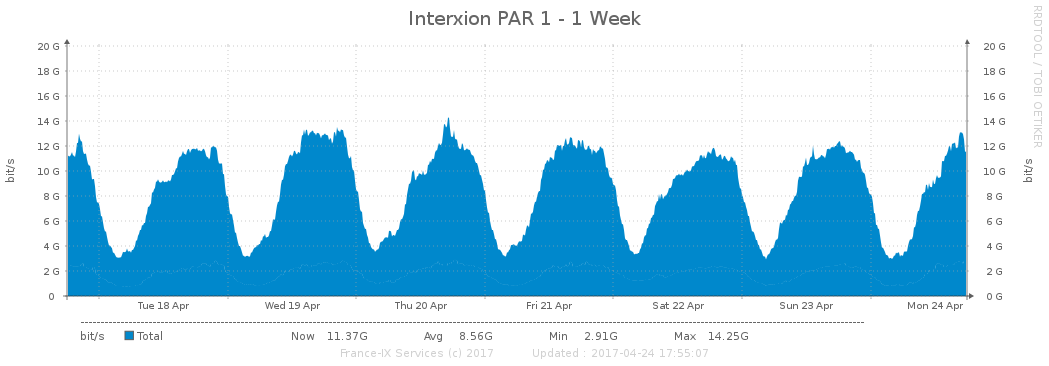 Interxion PAR 1 - 1 Week
RRDTOOL / TOBI OETIKER
20 G 20 G
18 G 18 G
16 G 16 G
14 G 14 G
12 G 12 G
10 G 10 G
8 G 8 G
6 G 6 G
4 G 4 G
2 G 2 G
0 0 G
bit/s
bit/s
Tue 18 Apr Wed 19 Apr Thu 20 Apr Fri 21 Apr Sat 22 Apr Sun 23 Apr Mon 24 Apr
bit/s Total Now 11.37G Avg 8.56G Min 2.91G Max 14.25G
France-IX Services (c) 2017 Updated : 2017-04-24 17:55:07